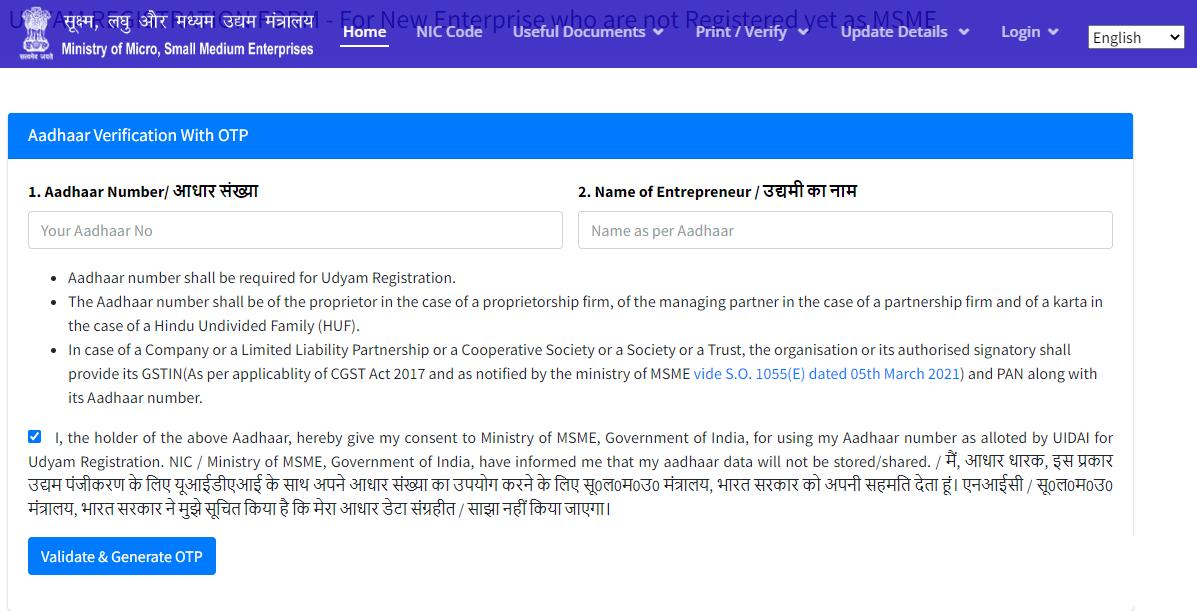 UDYAM REGISTRATION FORM - For New Enterprise who are not Registered yet as MSME
सूक्ष्म, लघु और मध्यम उद्यम मंत्रालय
Ministry of Micro, Small Medium Enterprises
Home NIC Code Useful Documents Print / Verify Update Details Login English
सत्यमेव जयते
Aadhaar Verification With OTP
1. Aadhaar Number/ आधार संख्या
2. Name of Entrepreneur / उद्यमी का नाम
Your Aadhaar No
Name as per Aadhaar
• Aadhaar number shall be required for Udyam Registration.
• The Aadhaar number shall be of the proprietor in the case of a proprietorship firm, of the managing partner in the case of a partnership firm and of a karta in
the case of a Hindu Undivided Family (HUF).
• In case of a Company or a Limited Liability Partnership or a Cooperative Society or a Society or a Trust, the organisation or its authorised signatory shall
provide its GSTIN(As per applicablity of CGST Act 2017 and as notified by the ministry of MSME vide S.O. 1055(E) dated 05th March 2021) and PAN along with
its Aadhaar number.
I, the holder of the above Aadhaar, hereby give my consent to Ministry of MSME, Government of India, for using my Aadhaar number as alloted by UIDAI for
Udyam Registration. NIC / Ministry of MSME, Government of India, have informed me that my aadhaar data will not be stored/shared. / मैं, आधार धारक, इस प्रकार
उद्यम पंजीकरण के लिए यूआईडीएआई के साथ अपने आधार संख्या का उपयोग करने के लिए सू0ल0म0उ0 मंत्रालय, भारत सरकार को अपनी सहमति देता हूं। एनआईसी / सू0ल0म0उ0
मंत्रालय, भारत सरकार ने मुझे सूचित किया है कि मेरा आधार डेटा संग्रहीत / साझा नहीं किया जाएगा।
Validate & Generate OTP